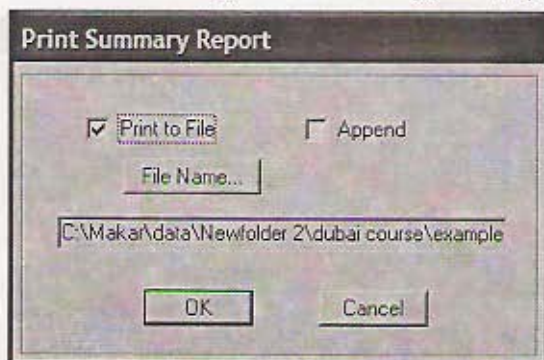 Print Summary Report
Print to File Append
File Name...
C:\Makar\data\Newfolder 2\dubai course\example
OK Cancel